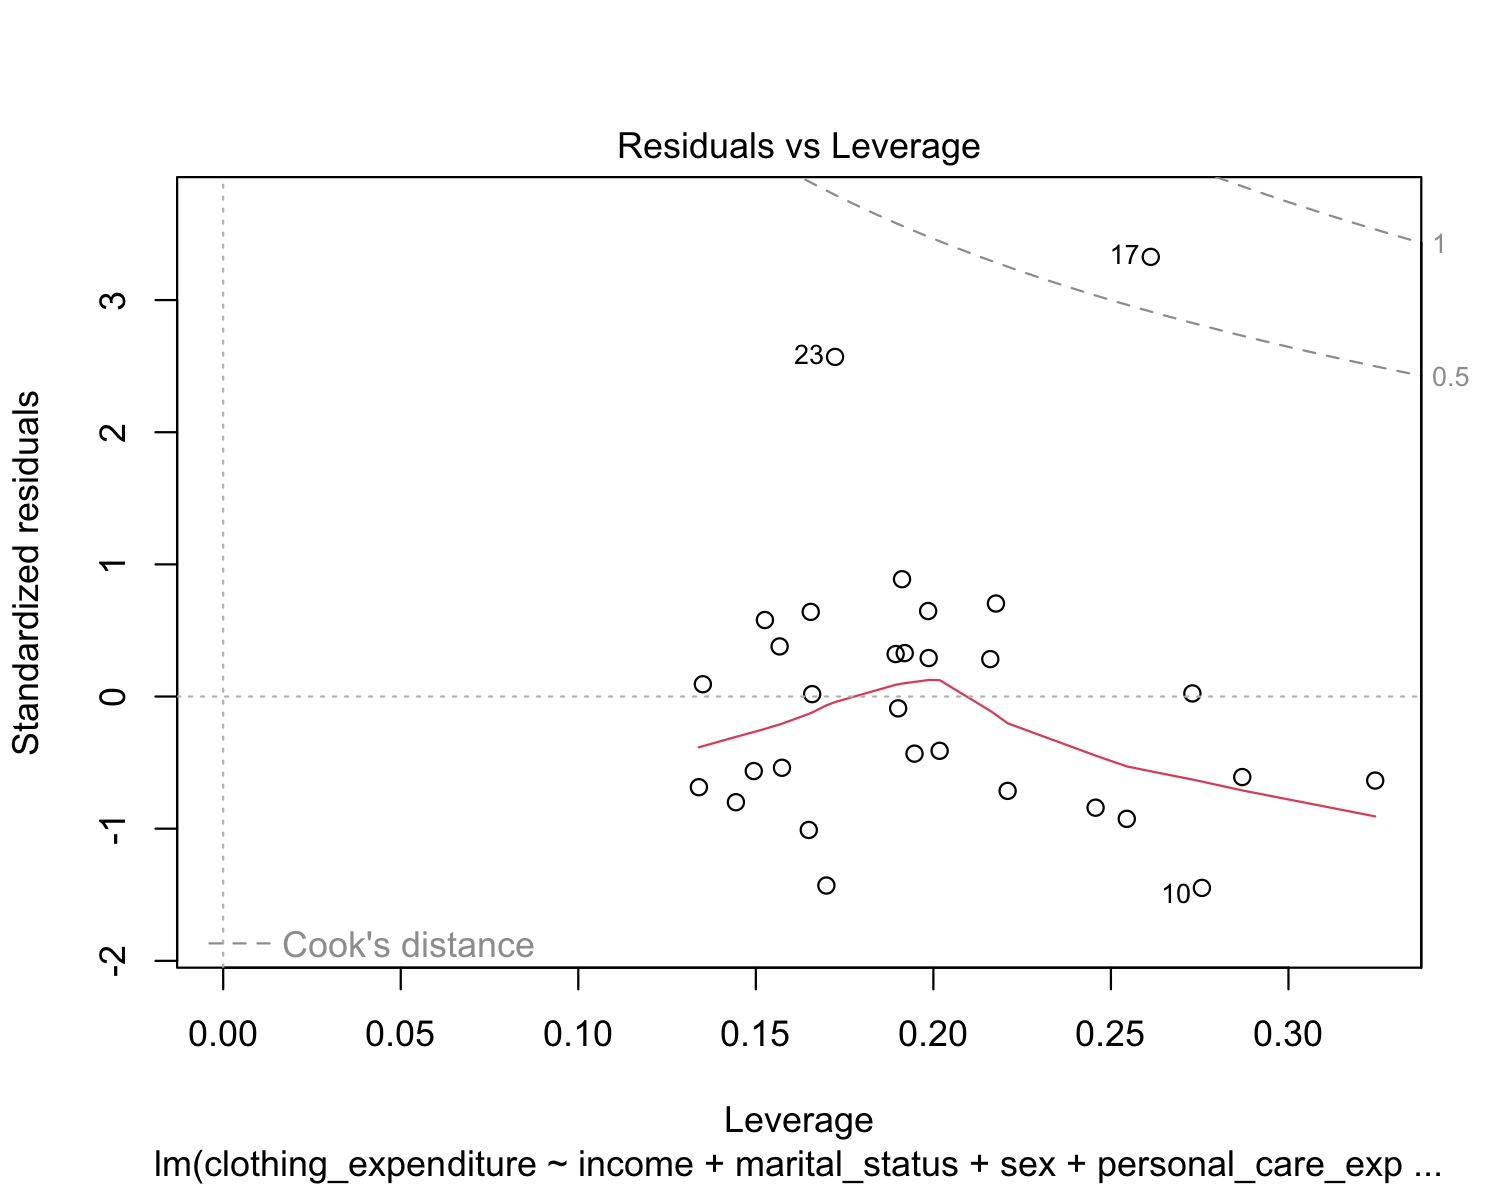 Residuals vs Leverage
Standardized residuals
3
2
1
0
-1
-2
17
23
10
1
0.5
Cook's distance
0.00 0.05 0.10 0.15 0.20 0.25 0.30
Leverage
lm(clothing_expenditure ~ income + marital_status + sex + personal_care_exp ...